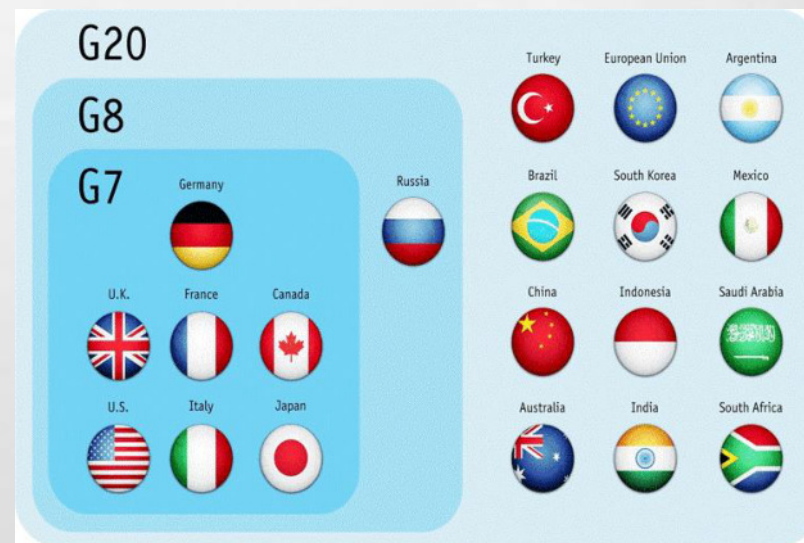 G20
G8
G7
Germany
U.K.
France
Canada
U.S.
Italy
Japan
Russia
Turkey
European Union
Argentina
Brazil
South Korea
Mexico
China
Indonesia
Saudi Arabia
Australia
India
South Africa